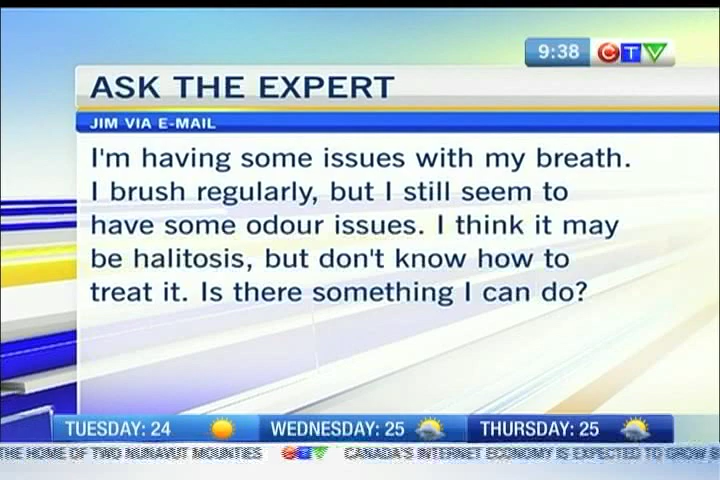 9:38 CTV
ASK THE EXPERT
JIM VIA E-MAIL
I'm having some issues with my breath.
I brush regularly, but I still seem to
have some odour issues. I think it may
be halitosis, but don't know how to
treat it. Is there something I can do?
TUESDAY: 24 WEDNESDAY: 25 THURSDAY: 25
THE HOME OF TWO NUNAVUT MOUNTIES CTV CANADA'S INTERNET ECONOMY IS EXPECTED TO GROW